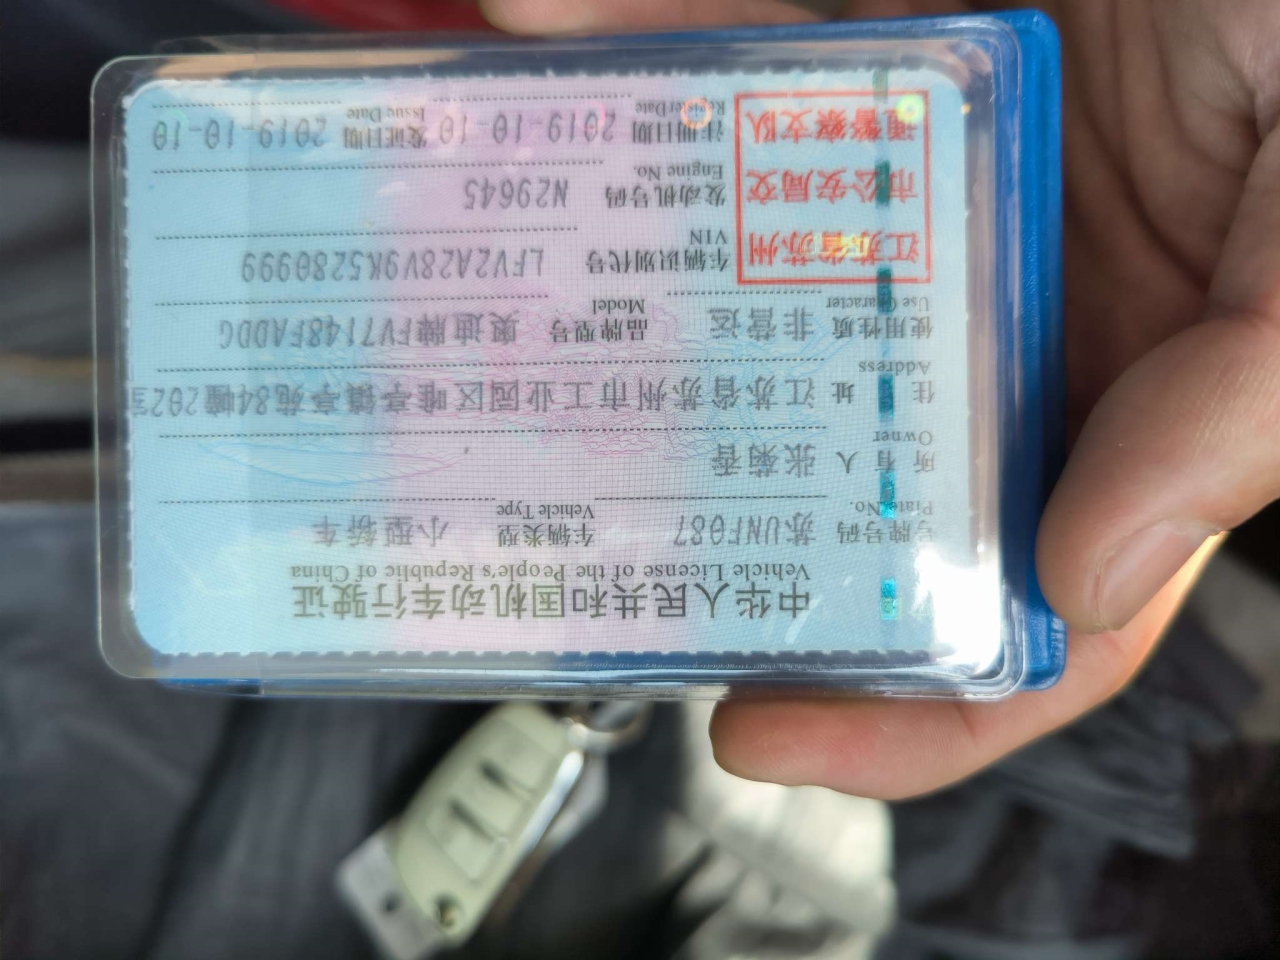 中华人民共和国机动车行驶证
Vehicle License of the People's Republic of China
号牌号码 苏UNF087 车辆类型 小型轿车
Plate No. Vehicle Type
所有人 张菊香
Owner
住址 江苏省苏州市工业园区唯亭镇亭苑84幢202室
Address
使用性质 非营运 品牌型号 奥迪牌FV7148FADDG
Use Character Model
江苏省苏州
市公安局交
通警察支队
车辆识别代号 LFV2A28V9K5280999
VIN
发动机号码 N29645
Engine No.
注册日期 2019-10-10 发证日期 2019-10-10
Register Date Issue Date